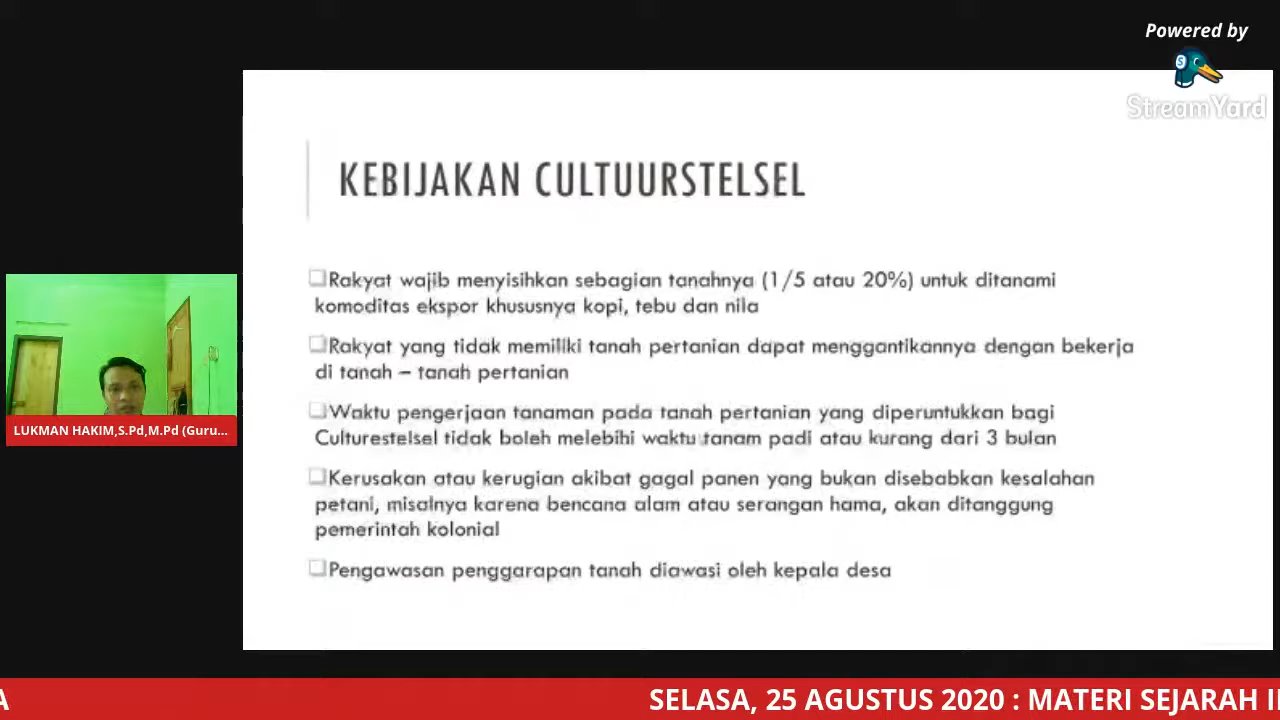 Powered by
StreamYard
KEBIJAKAN CULTUURSTELSEL
Rakyat wajib menyisihkan sebagian tanahnya (1/5 atau 20%) untuk ditanami
komoditas ekspor khususnya kopi, tebu dan nila
Rakyat yang tidak memiliki tanah pertanian dapat menggantikannya dengan bekerja
di tanah – tanah pertanian
Waktu pengerjaan tanaman pada tanah pertanian yang diperuntukkan bagi
Culturestelsel tidak boleh melebihi waktu tanam padi atau kurang dari 3 bulan
Kerusakan atau kerugian akibat gagal panen yang bukan disebabkan kesalahan
petani, misalnya karena bencana alam atau serangan hama, akan ditanggung
pemerintah kolonial
Pengawasan penggarapan tanah diawasi oleh kepala desa
LUKMAN HAKIM,S.Pd,M.Pd (Guru...
A SELASA, 25 AGUSTUS 2020 : MATERI SEJARAH I